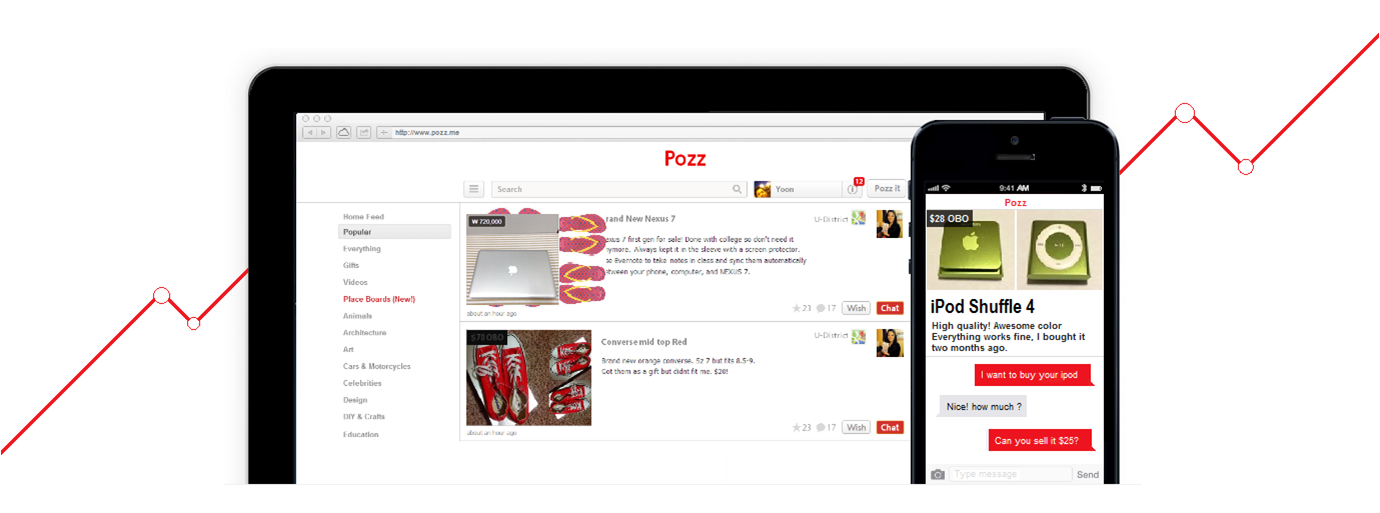 http://www.pozz.me
Pozz
Search
Yoon
12
Pozz it
Home Feed
Popular
Everything
Gifts
Videos
Place Boards (New!)
Animals
Architecture
Art
Cars & Motorcycles
Celebrities
Design
DIY & Crafts
Education
₩ 720,000
rand New Nexus 7
U-District
exus 7 first gen for sale! Done with college so don't need it
nymore. Always kept it in the sleeve with a screen protector.
se Evernote to take notes in class and sync them automatically
etween your phone, computer, and NEXUS 7.
about an hour ago
23
17
Wish
Chat
$78 OBO
Converse mid top Red
U-District
Brand new orange converse. Sz 7 but fits 8.5-9.
Got them as a gift but didnt fit me. $20!
about an hour ago
23
17
Wish
Chat
9:41 AM
Pozz
$28 OBO
iPod Shuffle 4
High quality! Awesome color
Everything works fine, I bought it
two months ago.
I want to buy your ipod
Nice! how much ?
Can you sell it $25?
Type message
Send